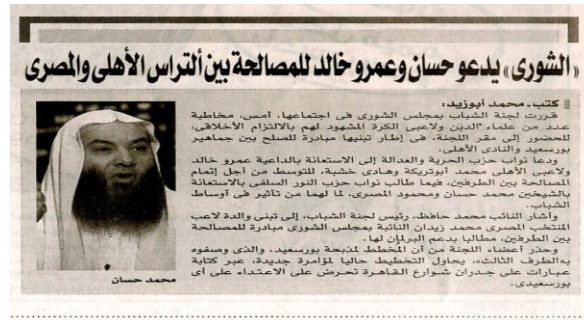 «الشورى» يدعو حسان وعمرو خالد للمصالحة بين ألتراس الأهلى والمصرى
كتب ـ محمد أبوزيد:
قررت لجنة الشباب بمجلس الشورى فى اجتماعها، أمس، مخاطبة
عدد من علماء الدين ولاعبى الكرة المشهود لهم بالالتزام الأخلاقى،
للحضور إلى مقر اللجنة، فى إطار تبنيها مبادرة للصلح بين جماهير
بورسعيد والنادى الأهلى.
ودعا نواب حزب الحرية والعدالة إلى الاستعانة بالداعية عمرو خالد
ولاعبى الأهلى محمد أبوتريكة وهادى خشبة، للتوسط من أجل إتمام
المصالحة بين الطرفين، فيما طالب نواب حزب النور السلفى بالاستعانة
بالشيخين محمد حسان ومحمود المصرى، لما لهما من تأثير فى أوساط
الشباب.
وأشار النائب محمد حافظ، رئيس لجنة الشباب، إلى تبنى والدة لاعب
المنتخب المصرى محمد زيدان النائبة بمجلس الشورى مبادرة للمصالحة
بين الطرفين، مطالبا بدعم البرلمان لها.
وحذر أعضاء اللجنة من أن المخطط لمذبحة بورسعيد، والذى وصفوه
بـ«الطرف الثالث»، يحاول التخطيط حاليا لمؤامرة جديدة، عبر كتابة
عبارات على جدران شوارع القاهرة تحرض على الاعتداء على أى
بورسعيدى.
محمد حسان